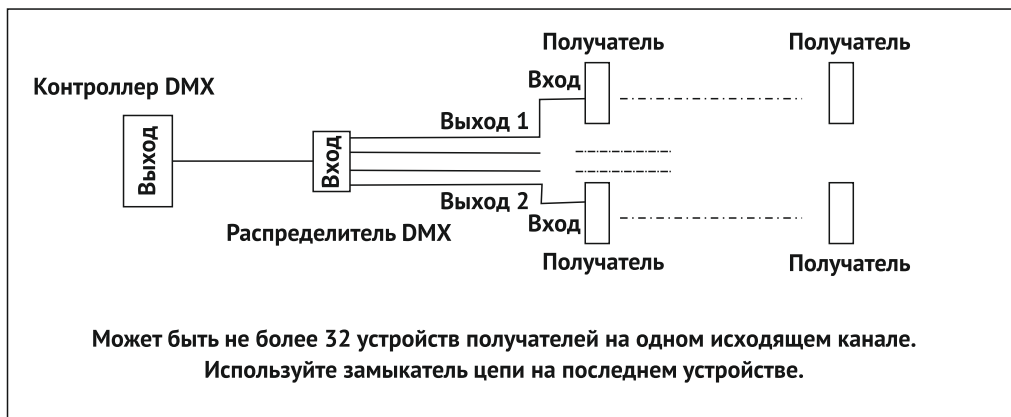 Получатель
Получатель
Контроллер DMX
Вход
Выход 1
Выход
Вход
Выход 2
Вход
Распределитель DMX
Получатель
Получатель
Может быть не более 32 устройств получателей на одном исходящем канале.
Используйте замыкатель цепи на последнем устройстве.